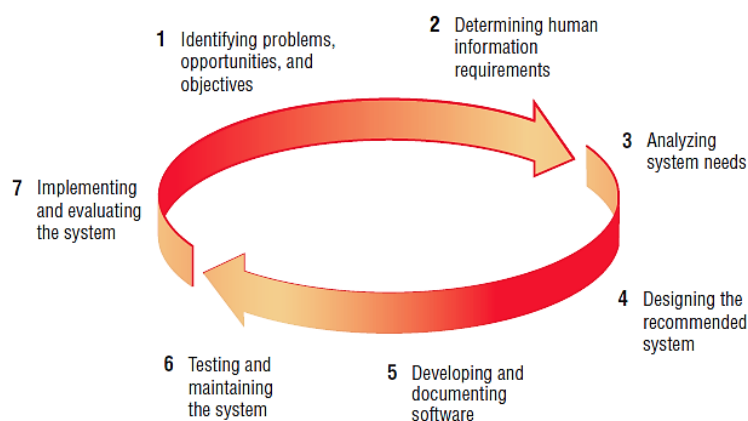 1 Identifying problems,
opportunities, and
objectives
2 Determining human
information
requirements
3 Analyzing
system needs
4 Designing the
recommended
system
5 Developing and
documenting
software
6 Testing and
maintaining
the system
7 Implementing
and evaluating
the system